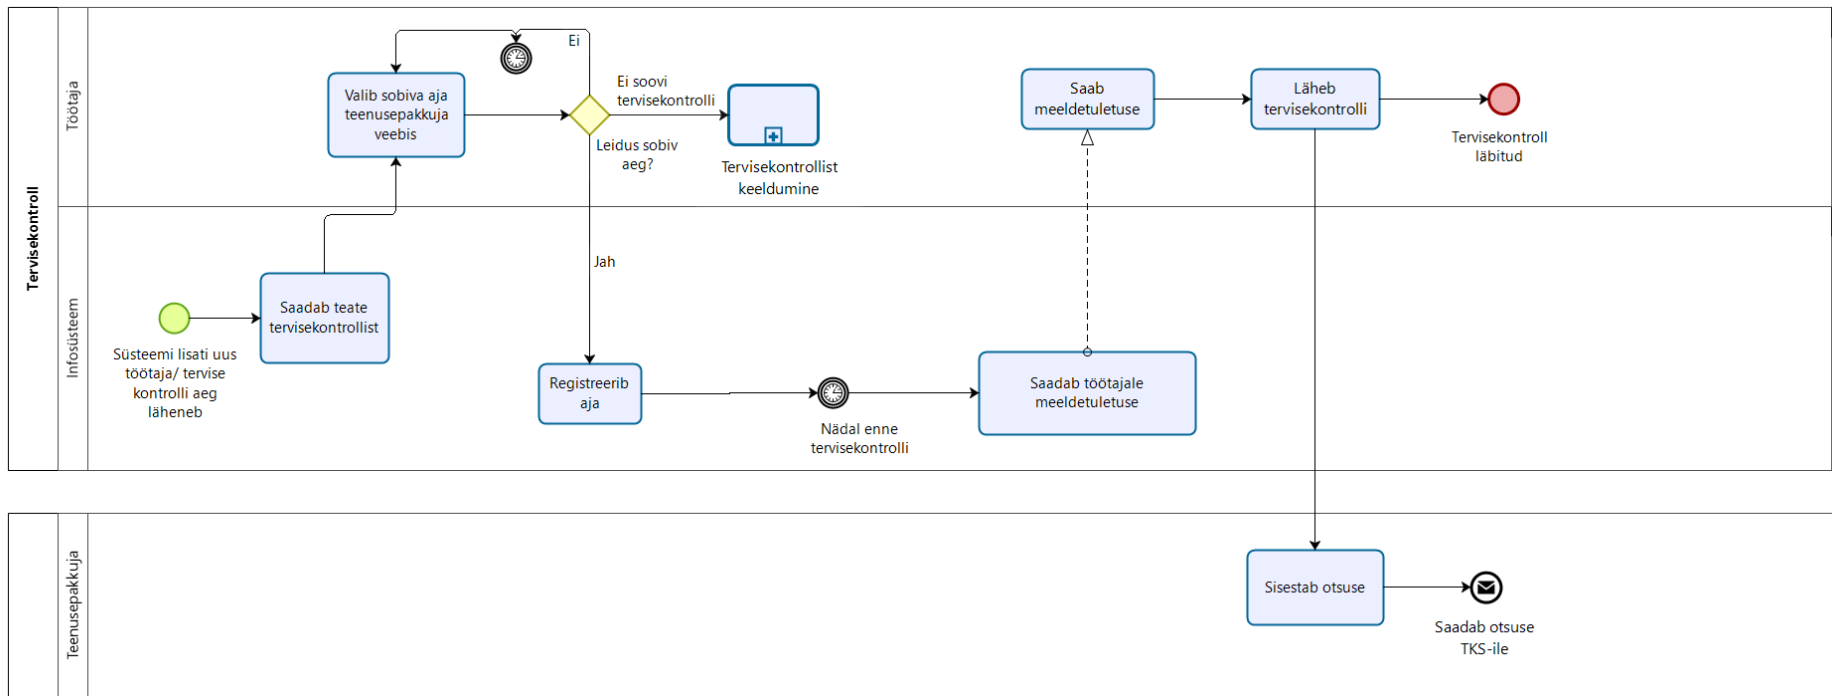 Tervisekontroll
Töötaja
Valib sobiva aja
teenusepakkuja
veebis
Ei
Ei soovi
tervisekontrolli
Leidus sobiv
aeg?
Tervisekontrollist
keeldumine
Saab
meeldetuletuse
Läheb
tervisekontrolli
Tervisekontroll
läbitud
Infosüsteem
Süsteemi lisati uus
töötaja/ tervise
kontrolli aeg
läheneb
Saadab teate
tervisekontrollist
Jah
Registreerib
aja
Nädal enne
tervisekontrolli
Saadab töötajale
meeldetuletuse
Teenusepakkuja
Sisestab otsuse
Saadab otsuse
TKS-ile